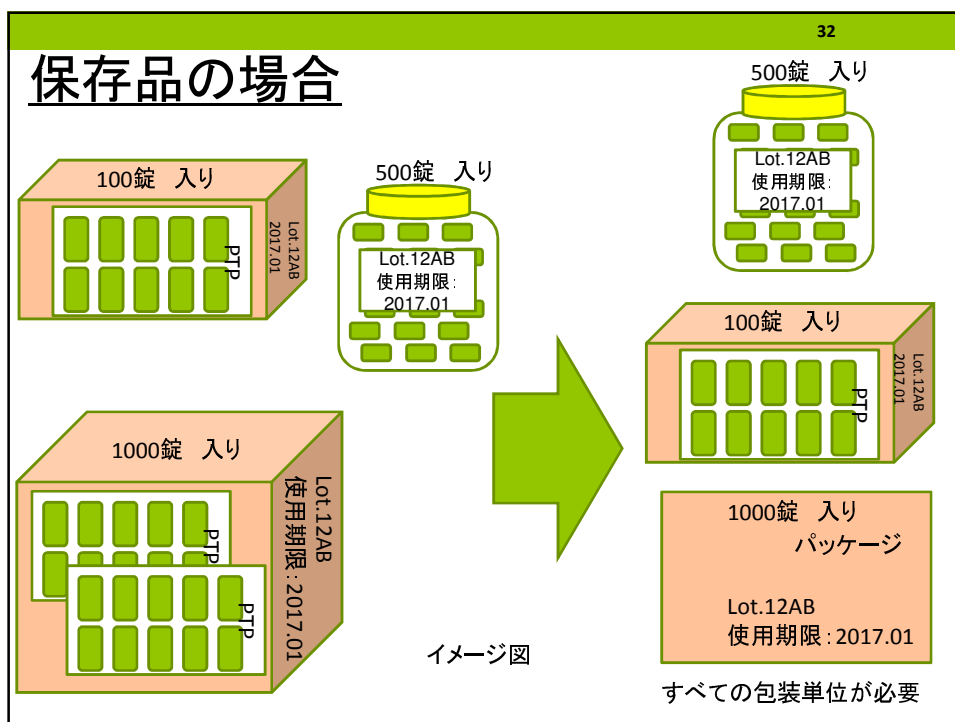 32
保存品の場合
100錠 入り
PTP
Lot.12AB
2017.01
500錠 入り
Lot.12AB
使用期限:
2017.01
1000錠 入り
PTP
PTP
Lot.12AB
使用期限:2017.01
イメージ図
500錠 入り
Lot.12AB
使用期限:
2017.01
100錠 入り
PTP
Lot.12AB
2017.01
1000錠 入り
パッケージ
Lot.12AB
使用期限:2017.01
すべての包装単位が必要